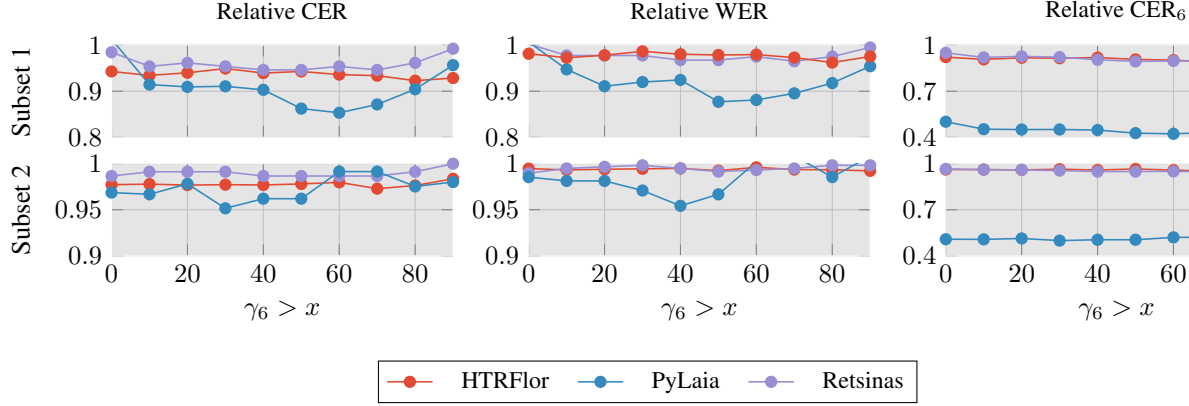 Relative CER Relative WER Relative CER₆
Subset 1
1 1 1
0.9 0.9 0.7
0.8 0.8 0.4
Subset 2
1 1 1
0.95 0.95 0.7
0.9 0.9 0.4
0 20 40 60 80 0 20 40 60 80 0 20 40 60
γ₆ > x γ₆ > x γ₆ > x
HTRFlor PyLaia Retsinas